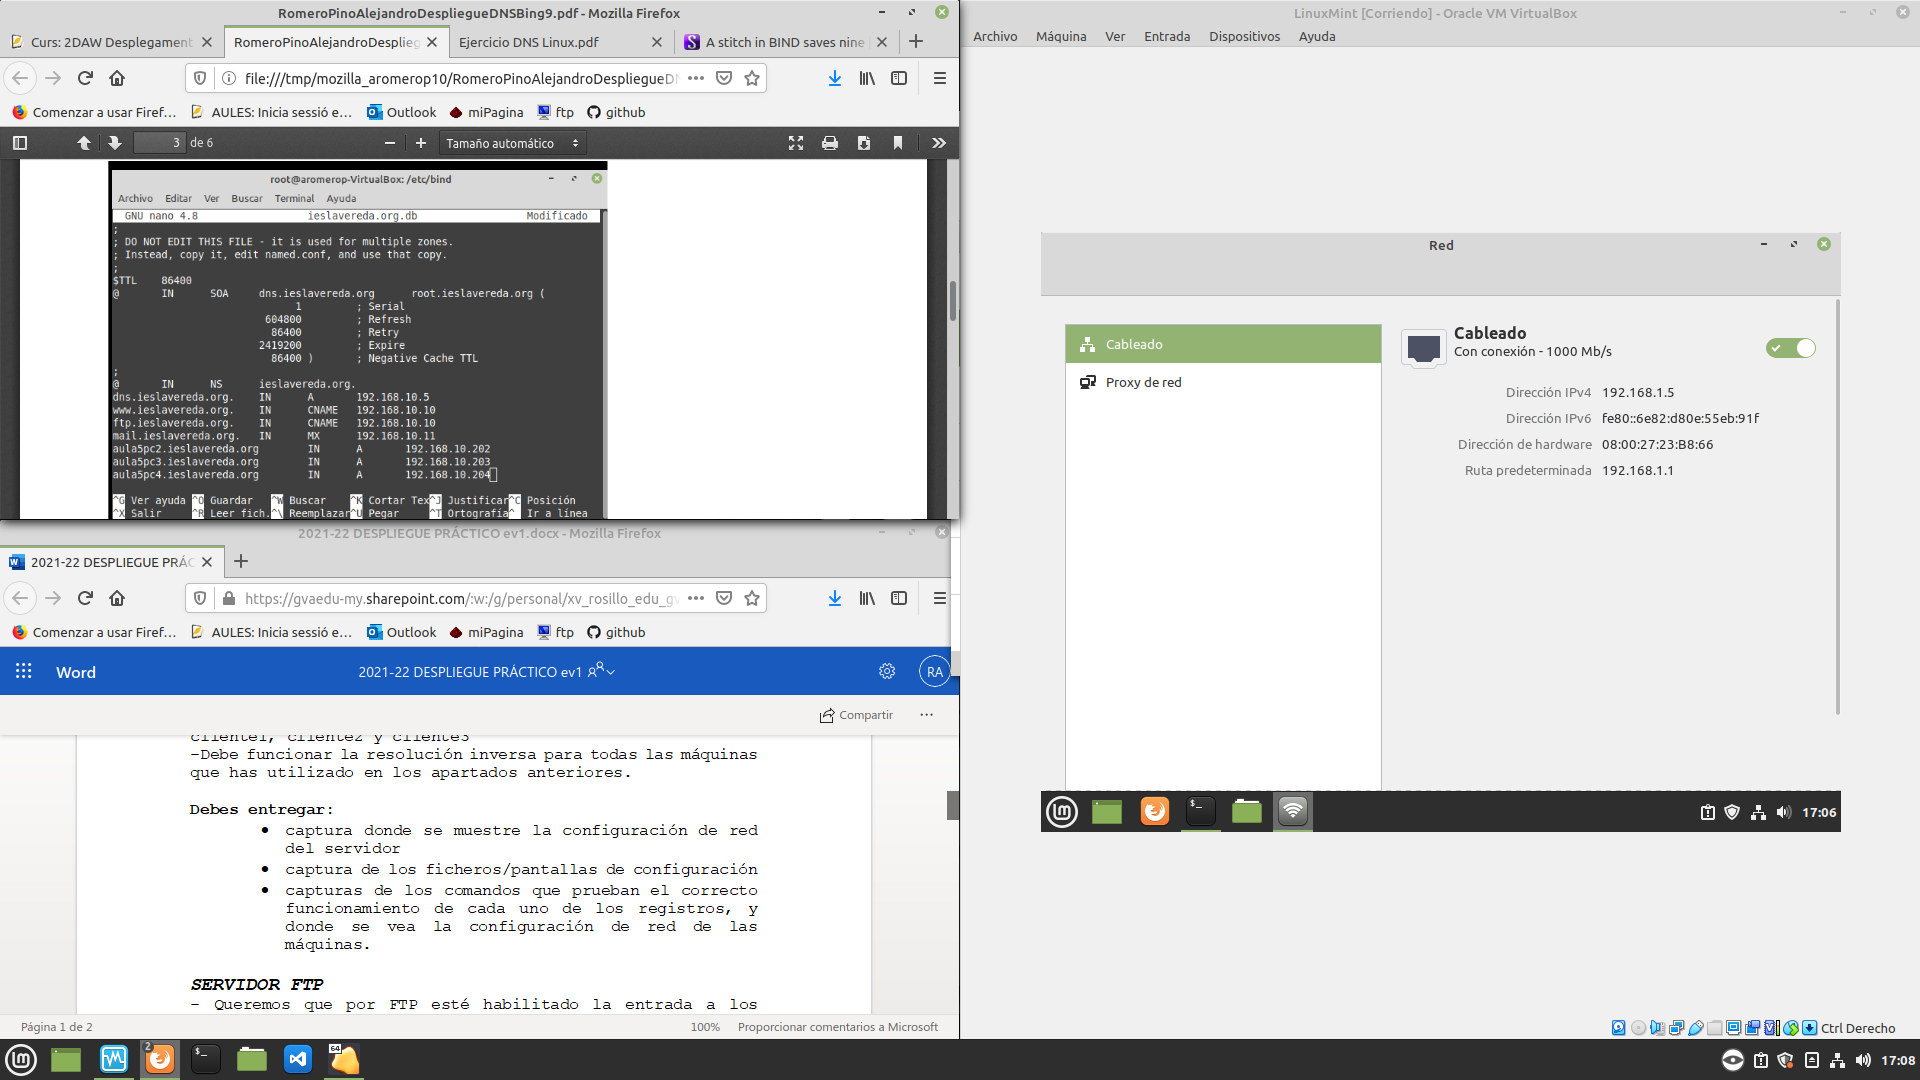 RomeroPinoAlejandroDespliegueDNSBing9.pdf - Mozilla Firefox
Curs: 2DAW Desplegament
RomeroPinoAlejandroDesplieg
Ejercicio DNS Linux.pdf
A stitch in BIND saves nine
file:///tmp/mozilla_aromerop10/RomeroPinoAlejandroDespliegueDN
Comenzar a usar Firef…
AULES: Inicia sessió e…
Outlook
miPagina
ftp
github
3 de 6
Tamaño automático
root@aromerop-VirtualBox: /etc/bind
Archivo Editar Ver Buscar Terminal Ayuda
GNU nano 4.8 ieslavereda.org.db Modificado
;
; DO NOT EDIT THIS FILE - it is used for multiple zones.
; Instead, copy it, edit named.conf, and use that copy.
;
$TTL 86400
@ IN SOA dns.ieslavereda.org root.ieslavereda.org (
1 ; Serial
604800 ; Refresh
86400 ; Retry
2419200 ; Expire
86400 ) ; Negative Cache TTL
;
@ IN NS ieslavereda.org.
dns.ieslavereda.org. IN A 192.168.10.5
www.ieslavereda.org. IN CNAME 192.168.10.10
ftp.ieslavereda.org. IN CNAME 192.168.10.10
mail.ieslavereda.org. IN MX 192.168.10.11
aula5pc2.ieslavereda.org IN A 192.168.10.202
aula5pc3.ieslavereda.org IN A 192.168.10.203
aula5pc4.ieslavereda.org IN A 192.168.10.204
^G Ver ayuda ^O Guardar ^W Buscar ^K Cortar Tex ^J Justificar ^C Posición
^X Salir ^R Leer fich. ^\ Reemplazar ^U Pegar ^T Ortografía ^ Ir a línea
2021-22 DESPLIEGUE PRÁCTICO ev1.docx - Mozilla Firefox
2021-22 DESPLIEGUE PRÁC
https://gvaedu-my.sharepoint.com/:w:/g/personal/xv_rosillo_edu_gv
Comenzar a usar Firef…
AULES: Inicia sessió e…
Outlook
miPagina
ftp
github
Word
2021-22 DESPLIEGUE PRÁCTICO ev1
RA
Compartir
cliente1, cliente2 y cliente3
-Debe funcionar la resolución inversa para todas las máquinas
que has utilizado en los apartados anteriores.
Debes entregar:
• captura donde se muestre la configuración de red
del servidor
• captura de los ficheros/pantallas de configuración
• capturas de los comandos que prueban el correcto
funcionamiento de cada uno de los registros, y
donde se vea la configuración de red de las
máquinas.
SERVIDOR FTP
- Queremos que por FTP esté habilitado la entrada a los
Página 1 de 2
100%
Proporcionar comentarios a Microsoft
LinuxMint [Corriendo] - Oracle VM VirtualBox
Archivo Máquina Ver Entrada Dispositivos Ayuda
Red
Cableado
Proxy de red
Cableado
Con conexión - 1000 Mb/s
Dirección IPv4 192.168.1.5
Dirección IPv6 fe80::6e82:d80e:55eb:91f
Dirección de hardware 08:00:27:23:B8:66
Ruta predeterminada 192.168.1.1
17:06
Ctrl Derecho
2
64
17:08